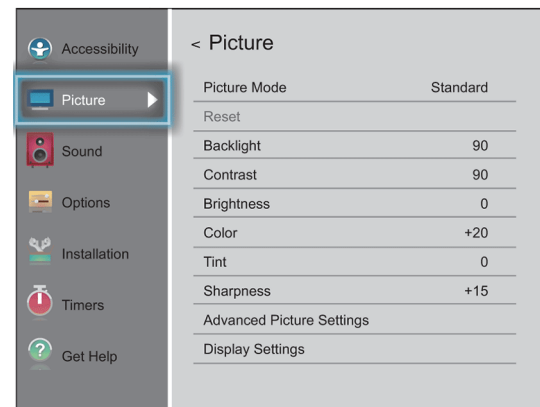 Accessibility
Picture
Sound
Options
Installation
Timers
Get Help
< Picture
Picture Mode Standard
Reset
Backlight 90
Contrast 90
Brightness 0
Color +20
Tint 0
Sharpness +15
Advanced Picture Settings
Display Settings